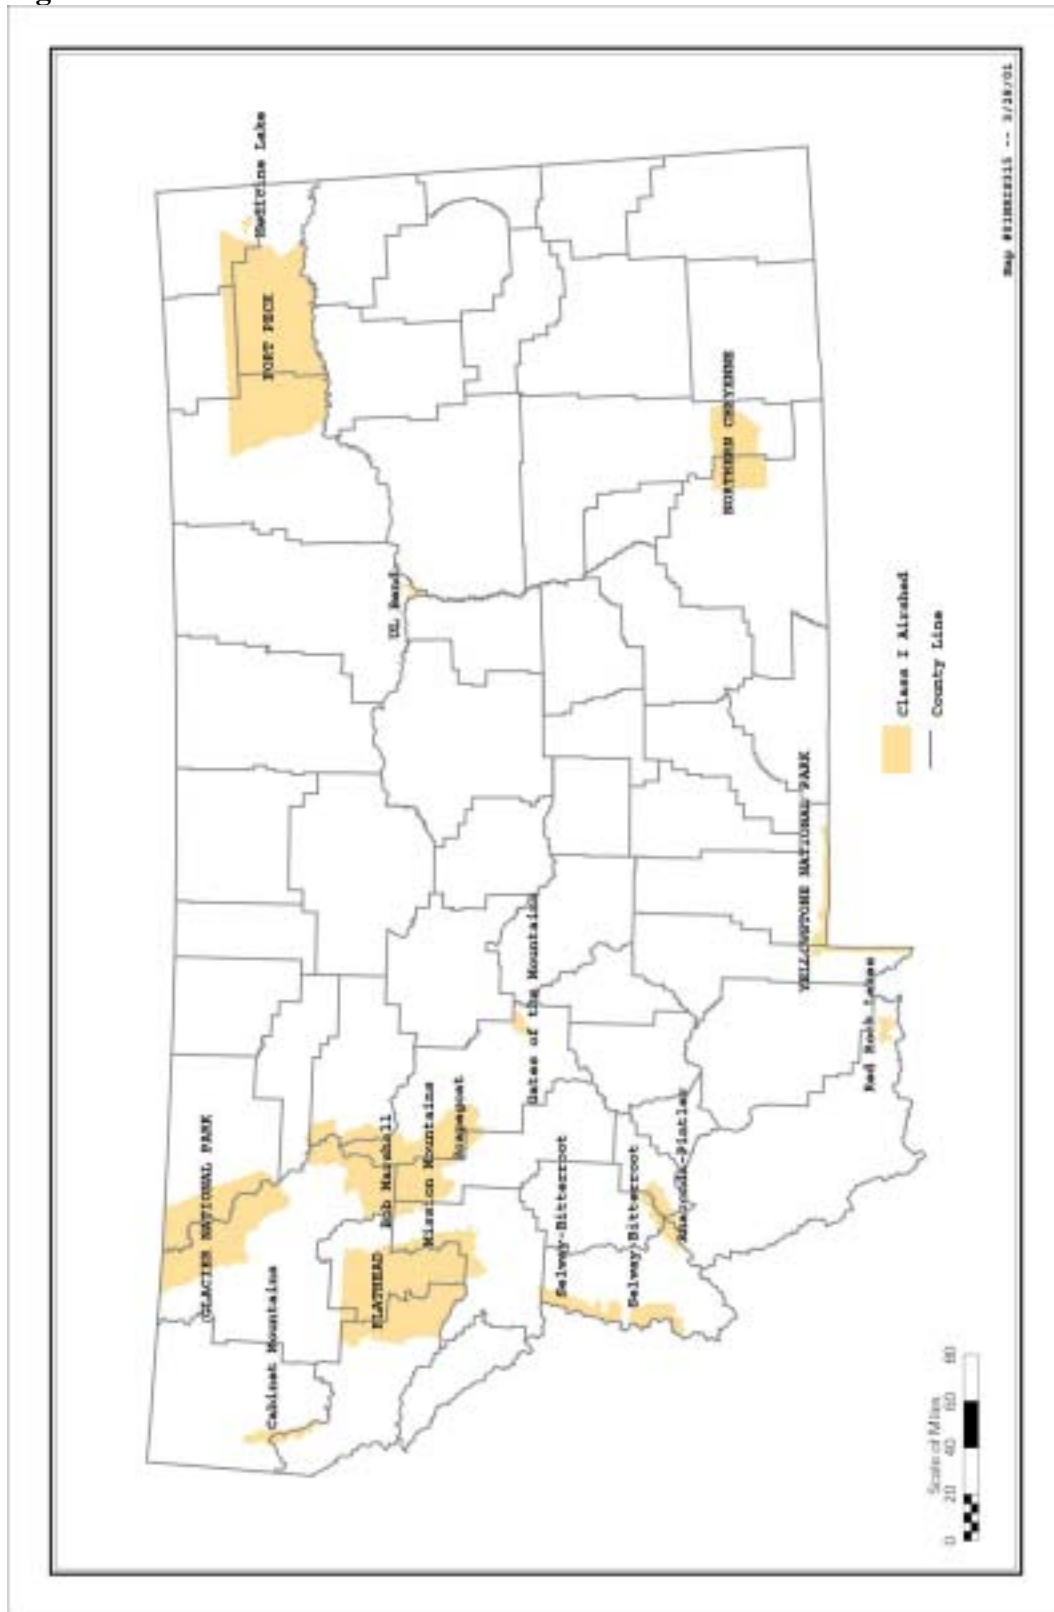 GLACIER NATIONAL PARK
Cabinet Mountains
FORT PECK
Medicine Lake
FLATHEAD
Bob Marshall
Mission Mountains
Scapegoat
UL Bend
Gates of the Mountains
Selway-Bitterroot
Selway-Bitterroot
Anaconda-Pintler
NORTHERN CHEYENNE
YELLOWSTONE NATIONAL PARK
Red Rock Lakes
Class I Airshed
County Line
Scale of Miles
0 20 40 60 80